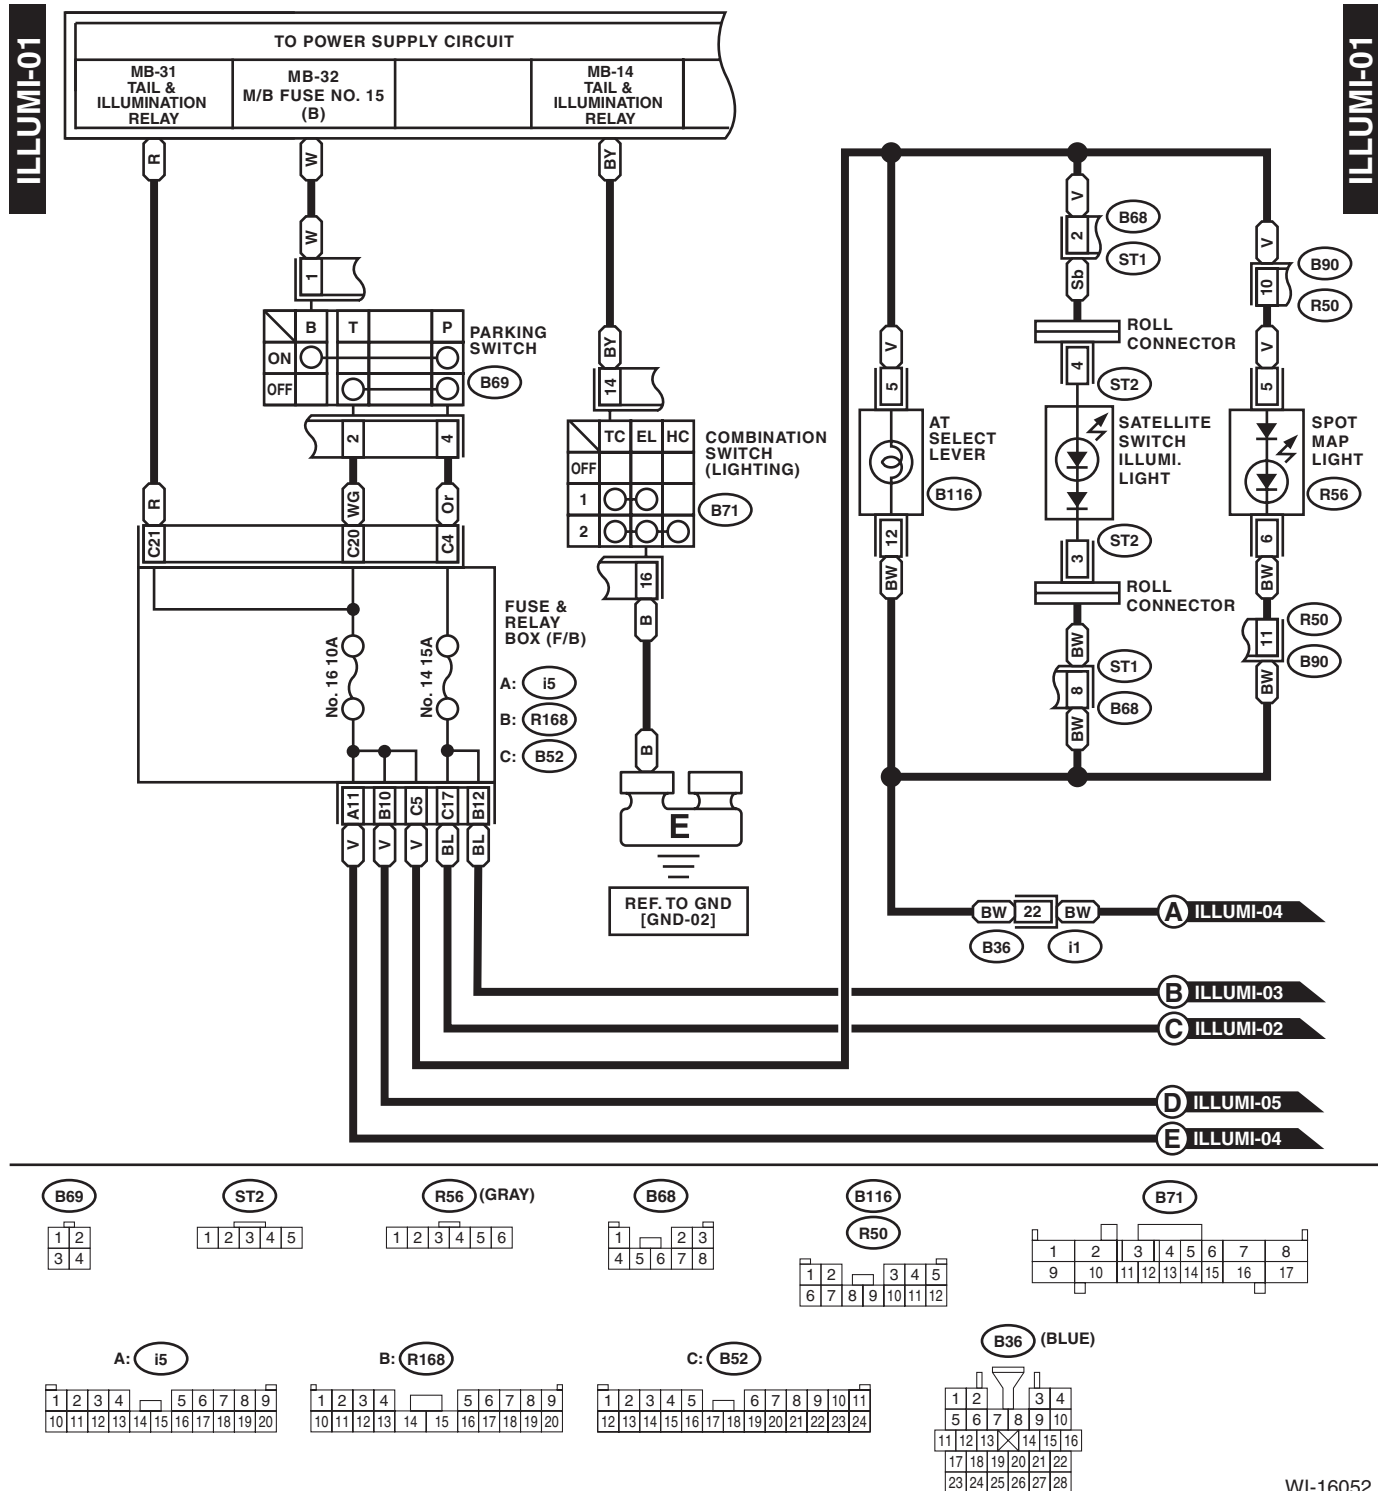 ILLUMI-01
ILLUMI-01
TO POWER SUPPLY CIRCUIT
MB-31
TAIL &
ILLUMINATION
RELAY
MB-32
M/B FUSE NO. 15
(B)
MB-14
TAIL &
ILLUMINATION
RELAY
R
W
BY
W
1
B T P
ON
OFF
PARKING
SWITCH
B69
2 4
R WG Or
C21 C20 C4
BY
14
TC EL HC
OFF
1
2
COMBINATION
SWITCH
(LIGHTING)
B71
16
B
B
E
REF. TO GND
[GND-02]
No. 16 10A
No. 14 15A
FUSE &
RELAY
BOX (F/B)
A: i5
B: R168
C: B52
A11 B10 C5 C17 B12
V V V BL BL
V
5
AT
SELECT
LEVER
B116
12
BW
V
2
B68
ST1
Sb
ROLL
CONNECTOR
4
ST2
SATELLITE
SWITCH
ILLUMI.
LIGHT
3
ST2
ROLL
CONNECTOR
BW
8
ST1
B68
BW
V
10
B90
R50
V
5
SPOT
MAP
LIGHT
R56
6
BW
11
R50
B90
BW
BW 22 BW
B36 i1
A ILLUMI-04
B ILLUMI-03
C ILLUMI-02
D ILLUMI-05
E ILLUMI-04
B69
1 2
3 4
ST2
1 2 3 4 5
R56 (GRAY)
1 2 3 4 5 6
B68
1 2 3
4 5 6 7 8
B116
R50
1 2 3 4 5
6 7 8 9 10 11 12
B71
1 2 3 4 5 6 7 8
9 10 11 12 13 14 15 16 17
A: i5
1 2 3 4 5 6 7 8 9
10 11 12 13 14 15 16 17 18 19 20
B: R168
1 2 3 4 5 6 7 8 9
10 11 12 13 14 15 16 17 18 19 20
C: B52
1 2 3 4 5 6 7 8 9 10 11
12 13 14 15 16 17 18 19 20 21 22 23 24
B36 (BLUE)
1 2 3 4
5 6 7 8 9 10
11 12 13 14 15 16
17 18 19 20 21 22
23 24 25 26 27 28
WI-16052